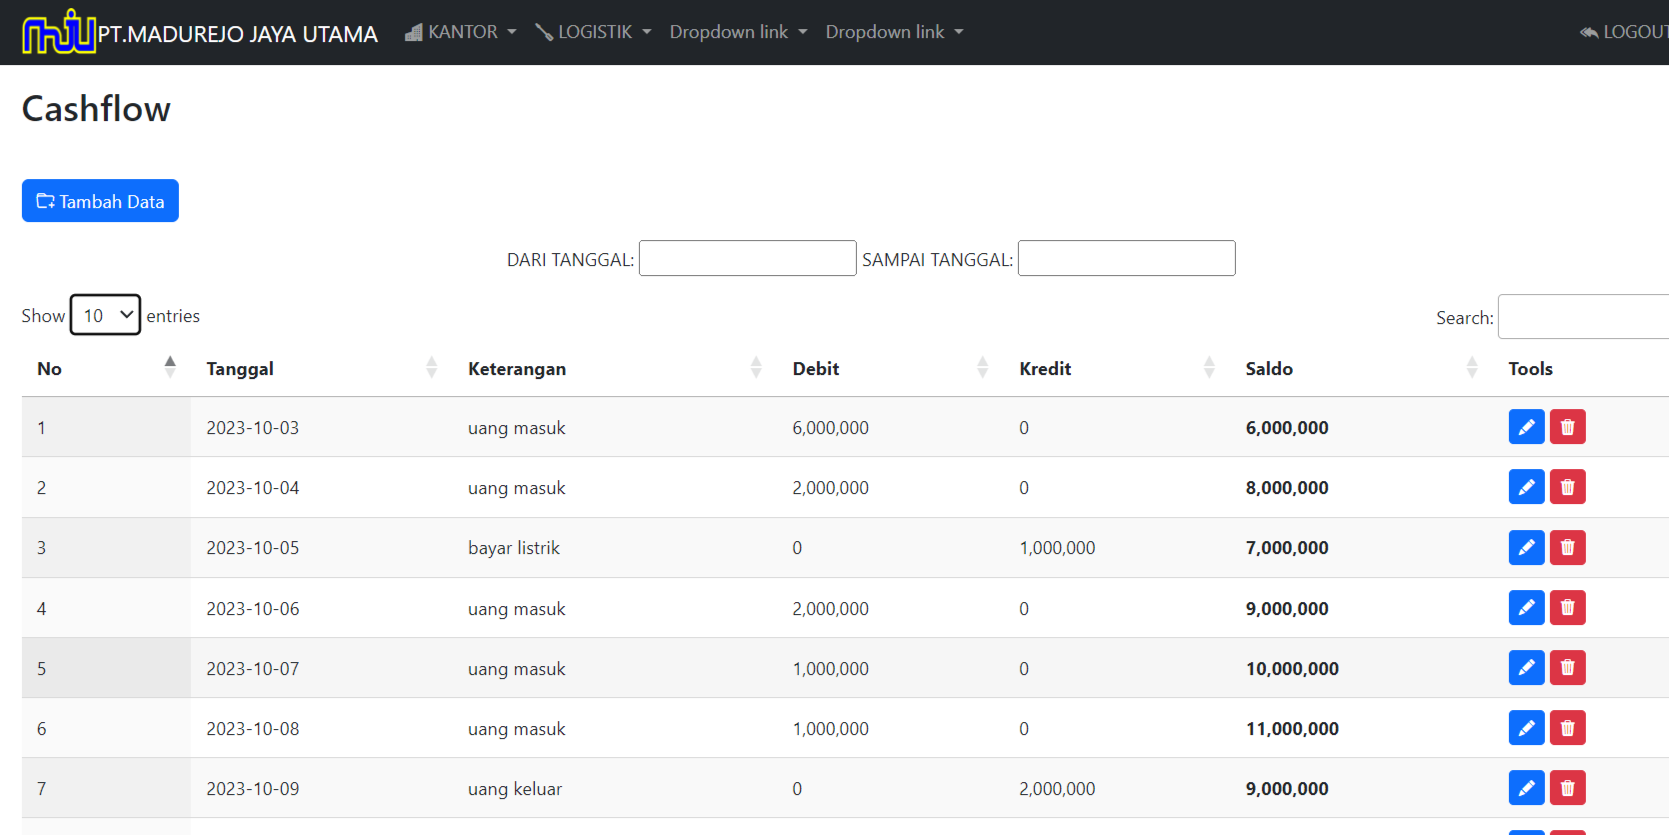 mju PT.MADUREJO JAYA UTAMA KANTOR LOGISTIK Dropdown link Dropdown link LOGOUT
Cashflow
Tambah Data
DARI TANGGAL: SAMPAI TANGGAL:
Show 10 entries Search:
No Tanggal Keterangan Debit Kredit Saldo Tools
1 2023-10-03 uang masuk 6,000,000 0 6,000,000
2 2023-10-04 uang masuk 2,000,000 0 8,000,000
3 2023-10-05 bayar listrik 0 1,000,000 7,000,000
4 2023-10-06 uang masuk 2,000,000 0 9,000,000
5 2023-10-07 uang masuk 1,000,000 0 10,000,000
6 2023-10-08 uang masuk 1,000,000 0 11,000,000
7 2023-10-09 uang keluar 0 2,000,000 9,000,000